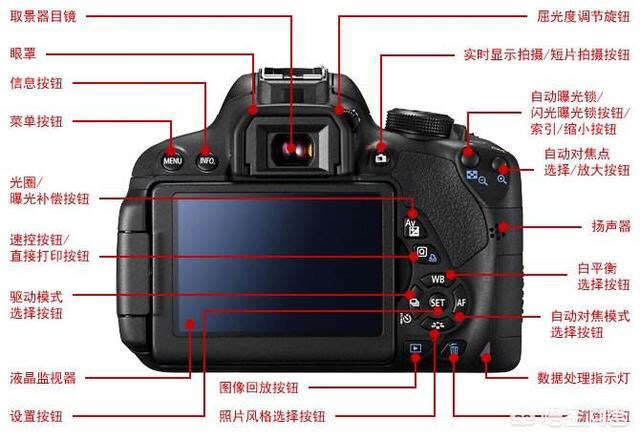 取景器目镜
眼罩
信息按钮
菜单按钮
光圈/
曝光补偿按钮
速控按钮/
直接打印按钮
驱动模式
选择按钮
液晶监视器
设置按钮
屈光度调节旋钮
实时显示拍摄/短片拍摄按钮
自动曝光锁/
闪光曝光锁按钮/
索引/缩小按钮
自动对焦点
选择/放大按钮
扬声器
白平衡
选择按钮
自动对焦模式
选择按钮
数据处理指示灯
图像回放按钮
照片风格选择按钮
MENU
INFO.
Av
Q
WB
SET
AF